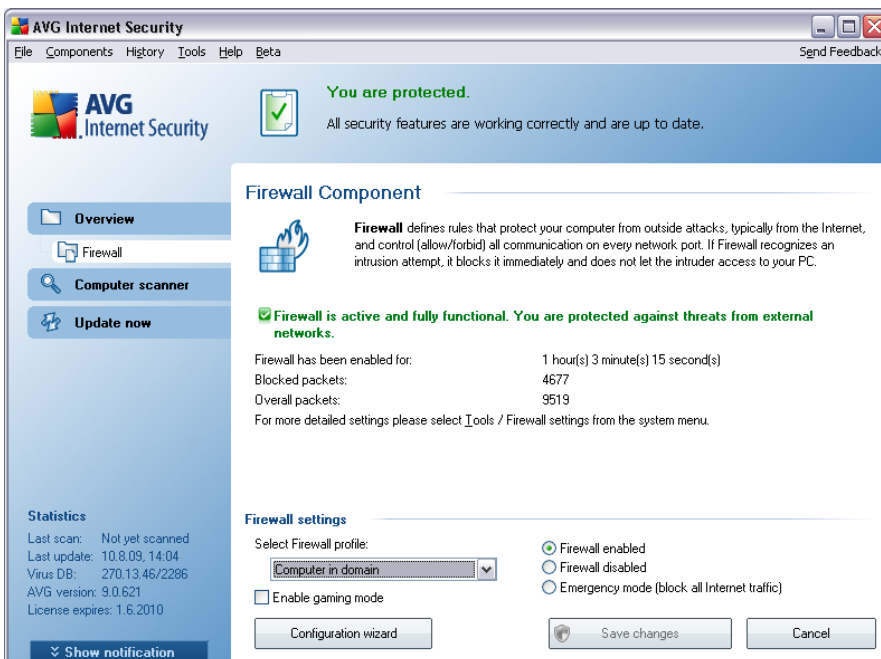 AVG Internet Security
File Components History Tools Help Beta
Send Feedback
AVG
Internet Security
You are protected.
All security features are working correctly and are up to date.
Overview
Firewall
Computer scanner
Update now
Firewall Component
Firewall defines rules that protect your computer from outside attacks, typically from the Internet,
and control (allow/forbid) all communication on every network port. If Firewall recognizes an
intrusion attempt, it blocks it immediately and does not let the intruder access to your PC.
Firewall is active and fully functional. You are protected against threats from external
networks.
Firewall has been enabled for: 1 hour(s) 3 minute(s) 15 second(s)
Blocked packets: 4677
Overall packets: 9519
For more detailed settings please select Tools / Firewall settings from the system menu.
Statistics
Last scan: Not yet scanned
Last update: 10.8.09, 14:04
Virus DB: 270.13.46/2286
AVG version: 9.0.621
License expires: 1.6.2010
Show notification
Firewall settings
Select Firewall profile:
Computer in domain
Enable gaming mode
Firewall enabled
Firewall disabled
Emergency mode (block all Internet traffic)
Configuration wizard
Save changes
Cancel